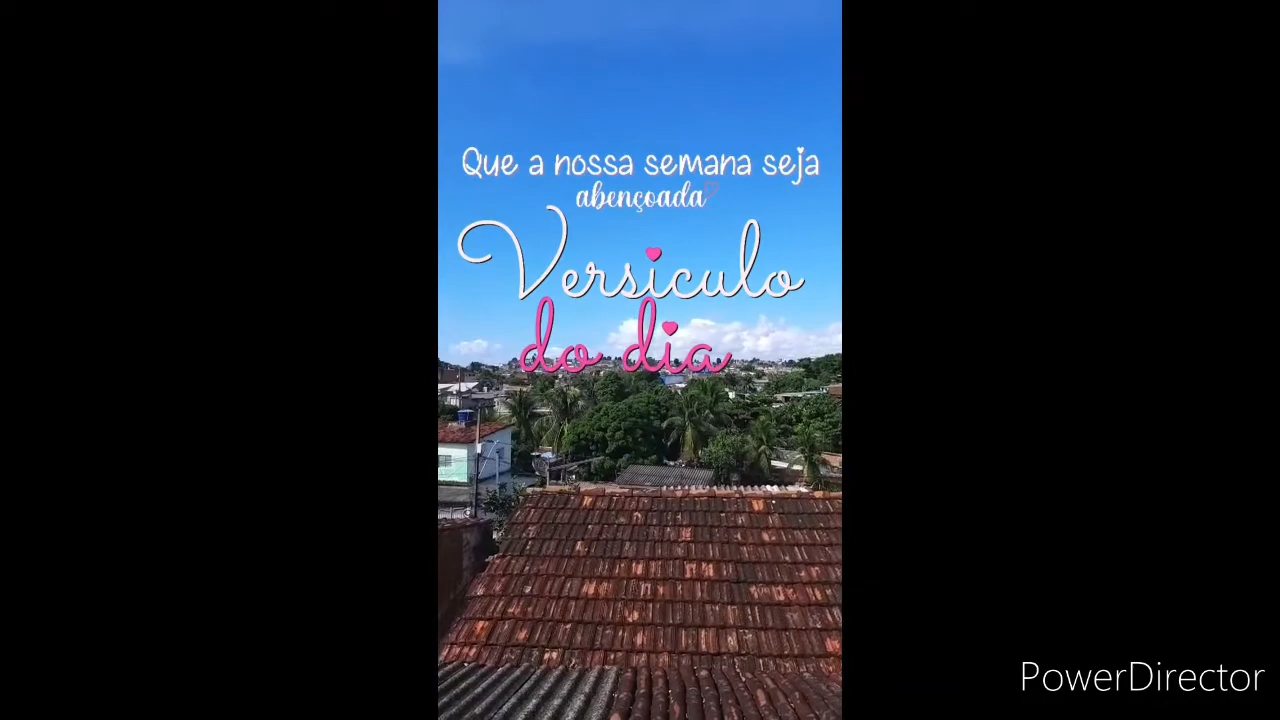 Que a nossa semana seja
abençoada
Versiculo
do dia
PowerDirector